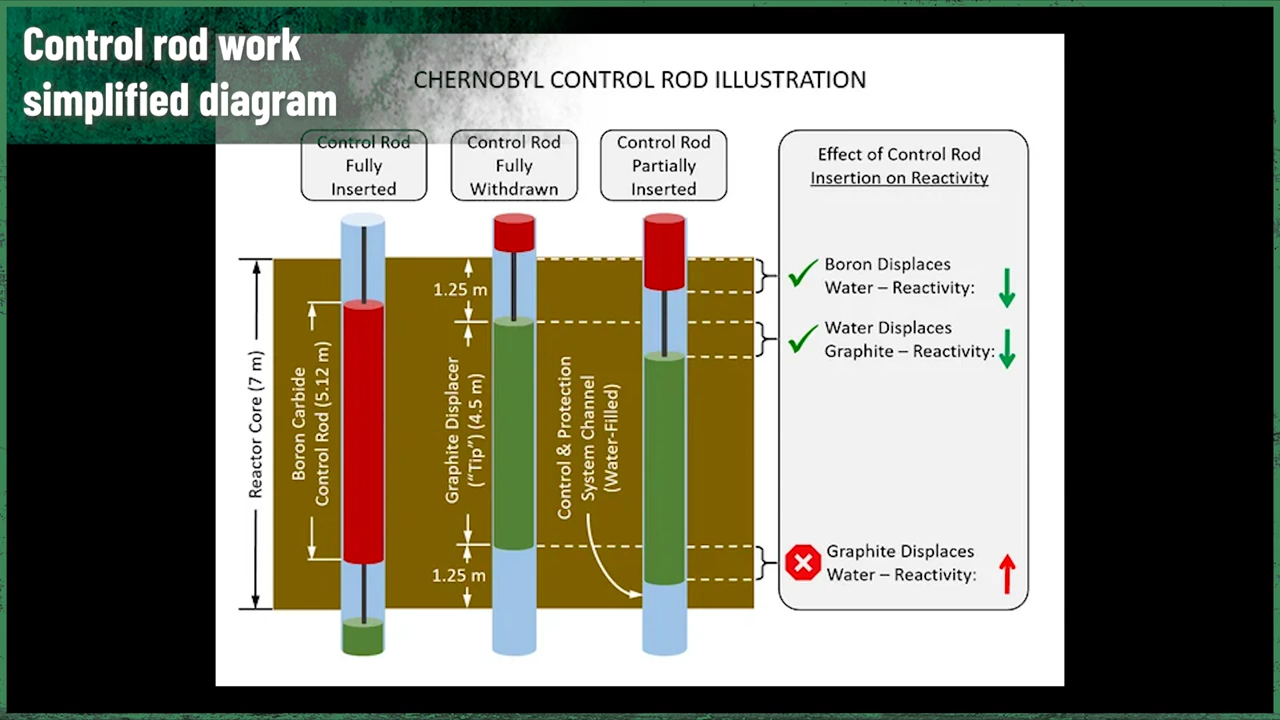 Control rod work
simplified diagram
CHERNOBYL CONTROL ROD ILLUSTRATION
Control Rod
Fully
Inserted
Control Rod
Fully
Withdrawn
Control Rod
Partially
Inserted
Effect of Control Rod
Insertion on Reactivity
Reactor Core (7 m)
Boron Carbide
Control Rod (5.12 m)
1.25 m
Graphite Displacer
("Tip") (4.5 m)
1.25 m
Control & Protection
System Channel
(Water-Filled)
Boron Displaces
Water – Reactivity:
Water Displaces
Graphite – Reactivity:
Graphite Displaces
Water – Reactivity: